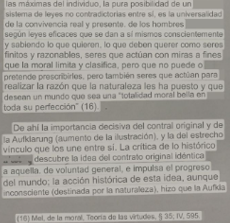 las máximas del individuo, la pura posibilidad de un
sistema de leyes no contradictorias entre sí, es la universalidad
de la convivencia real y presente. de los hombres
según leyes eficaces que se dan a sí mismos conscientemente
y sabiendo lo que quieren, lo que deben querer como seres
finitos y razonables, seres que actúan con miras a fines
que la moral limita y clasifica, pero que no puede o
pretende prescribirles, pero también seres que actúan para
realizar la razón que la naturaleza les ha puesto y que
desean un mundo que sea una "totalidad moral bella en
toda su perfección" (16).
De ahí la importancia decisiva del contrat original y de
la Aufklärung (aumento de la ilustración), y la del estrecho
vínculo que los une entre sí. La crítica de lo histórico
descubre la idea del contrato original idéntica
a aquella. de voluntad general, e impulsa el progreso
del mundo; la acción histórica de esta idea, aunque
inconsciente (destinada por la naturaleza), hizo que la Aufklä
(16) Met. de la moral, Teoría de las virtudes, § 35; IV, 595.